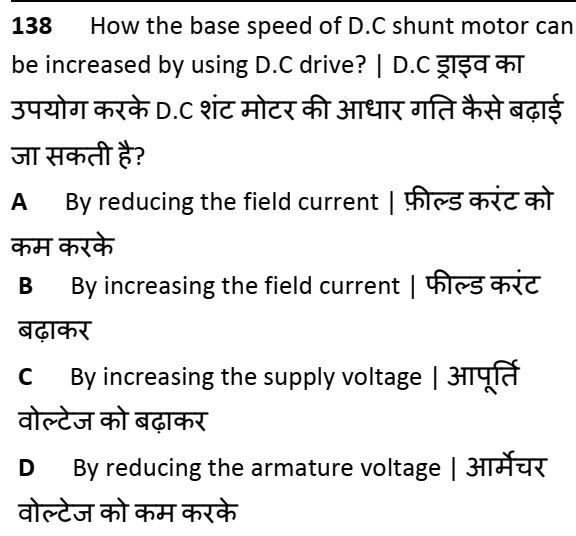 138 How the base speed of D.C shunt motor can
be increased by using D.C drive? | D.C ड्राइव का
उपयोग करके D.C शंट मोटर की आधार गति कैसे बढ़ाई
जा सकती है?
A By reducing the field current | फ़ील्ड करंट को
कम करके
B By increasing the field current | फील्ड करंट
बढ़ाकर
C By increasing the supply voltage | आपूर्ति
वोल्टेज को बढ़ाकर
D By reducing the armature voltage | आर्मेचर
वोल्टेज को कम करके